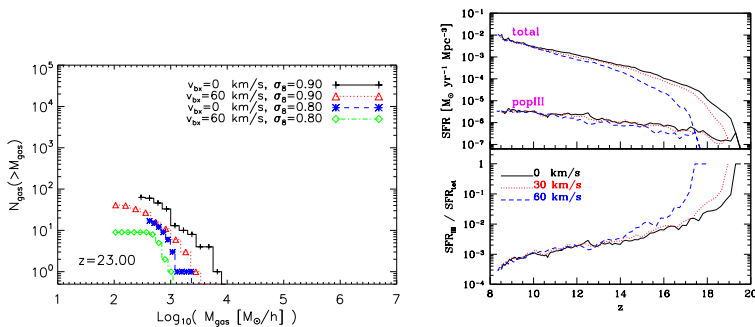 N_gas(>M_gas)
10^5
10^4
10^3
10^2
10^1
10^0
v_bx=0 km/s, σ_8=0.90
v_bx=60 km/s, σ_8=0.90
v_bx=0 km/s, σ_8=0.80
v_bx=60 km/s, σ_8=0.80
z=23.00
1 2 3 4 5 6 7
Log_10( M_gas [M_⊙/h] )
SFR [M_⊙ yr^-1 Mpc^-3]
10^-1
10^-2
10^-3
10^-4
10^-5
10^-6
10^-7
total
popIII
SFR_III / SFR_tot
1
10^-1
10^-2
10^-3
10^-4
0 km/s
30 km/s
60 km/s
8 10 12 14 16 18 20
z